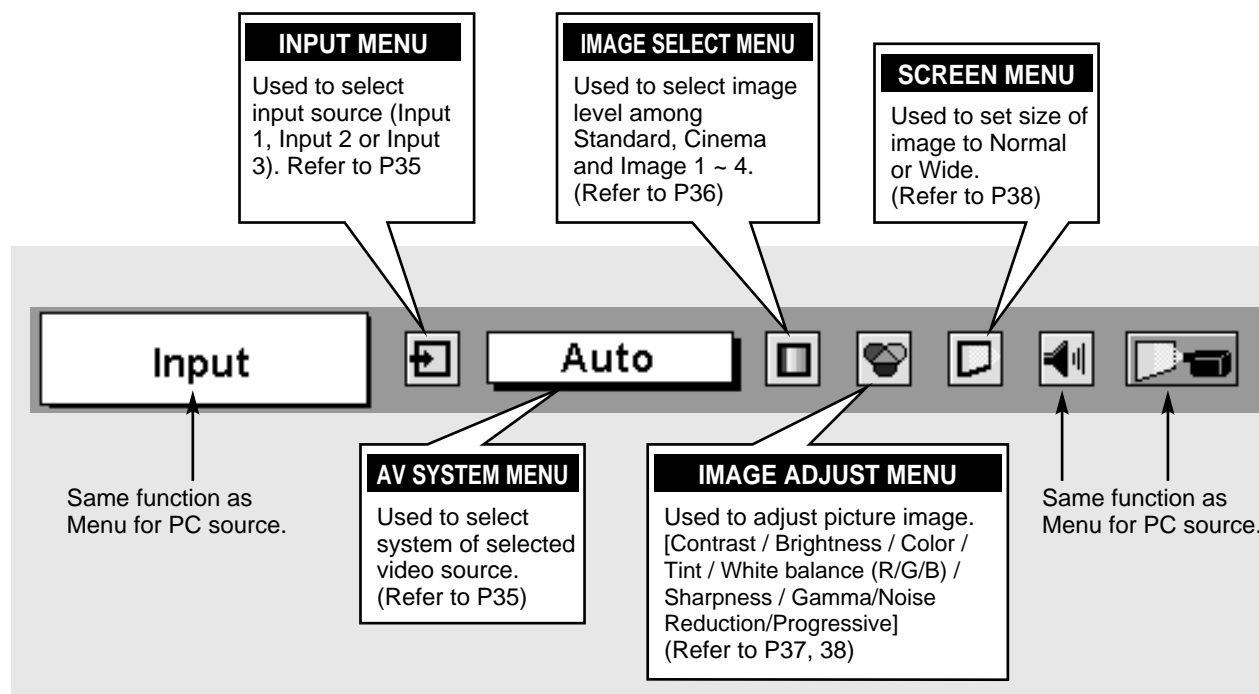 INPUT MENU
Used to select
input source (Input
1, Input 2 or Input
3). Refer to P35
IMAGE SELECT MENU
Used to select image
level among
Standard, Cinema
and Image 1 ~ 4.
(Refer to P36)
SCREEN MENU
Used to set size of
image to Normal
or Wide.
(Refer to P38)
Input
Auto
Same function as
Menu for PC source.
AV SYSTEM MENU
Used to select
system of selected
video source.
(Refer to P35)
IMAGE ADJUST MENU
Used to adjust picture image.
[Contrast / Brightness / Color /
Tint / White balance (R/G/B) /
Sharpness / Gamma/Noise
Reduction/Progressive]
(Refer to P37, 38)
Same function as
Menu for PC source.